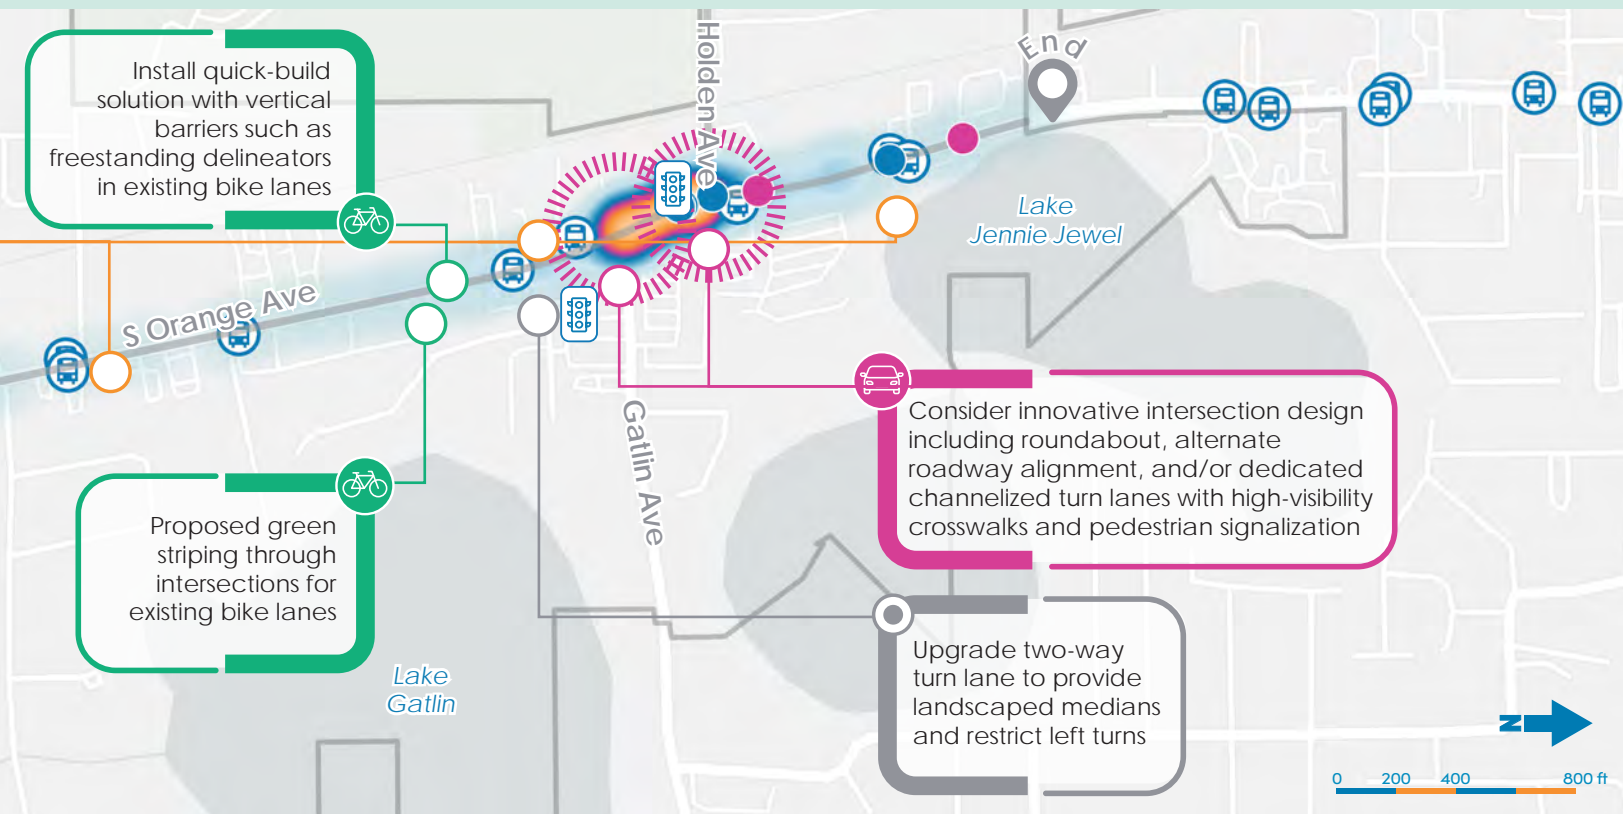 Install quick-build
solution with vertical
barriers such as
freestanding delineators
in existing bike lanes
Holden Ave
End
Lake
Jennie Jewel
S Orange Ave
Gatlin Ave
Consider innovative intersection design
including roundabout, alternate
roadway alignment, and/or dedicated
channelized turn lanes with high-visibility
crosswalks and pedestrian signalization
Proposed green
striping through
intersections for
existing bike lanes
Lake
Gatlin
Upgrade two-way
turn lane to provide
landscaped medians
and restrict left turns
N
0 200 400 800 ft